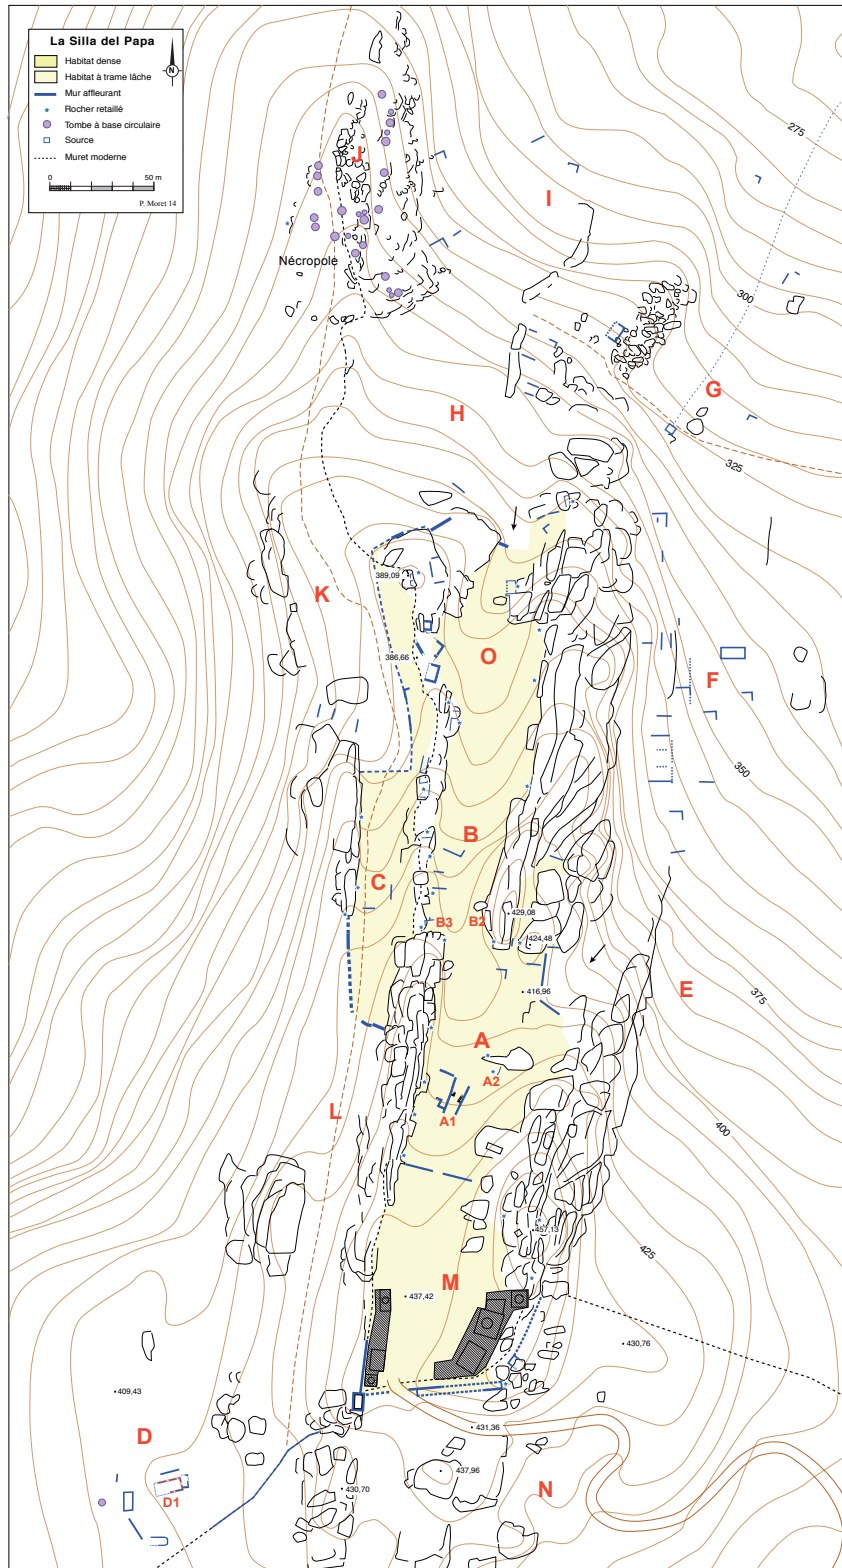 La Silla del Papa
N
Habitat dense
Habitat à trame lâche
Mur affleurant
Rocher retaillé
Tombe à base circulaire
Source
Muret moderne
0 50 m
P. Moret 14
275
J
I
Nécropole
300
G
H
325
389,09
K
O
386,66
F
350
B
C
B3
B2
429,08
424,48
416,96
E
375
A
A2
A1
L
400
457,13
425
M
437,42
430,76
409,43
431,36
D
437,96
N
430,70
D1